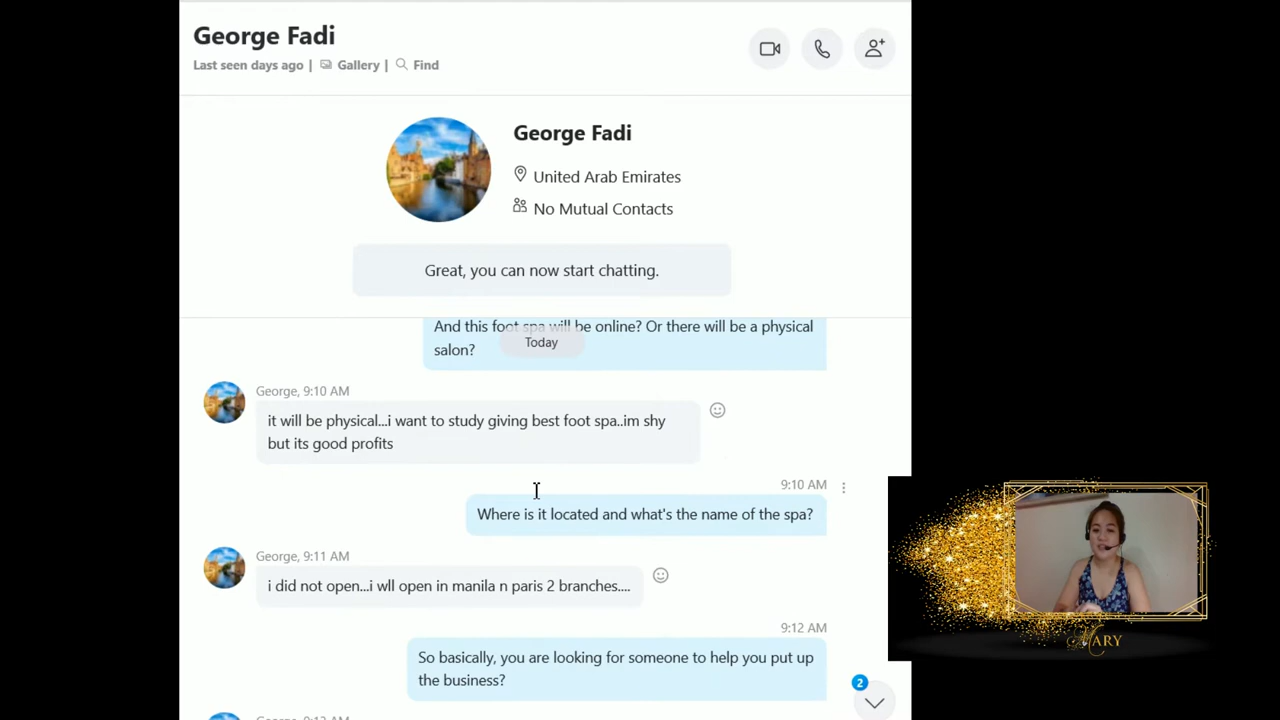 George Fadi
Last seen days ago | Gallery | Find
George Fadi
United Arab Emirates
No Mutual Contacts
Great, you can now start chatting.
And this foot spa will be online? Or there will be a physical
salon?
Today
George, 9:10 AM
it will be physical...i want to study giving best foot spa..im shy
but its good profits
9:10 AM
Where is it located and what's the name of the spa?
George, 9:11 AM
i did not open...i wll open in manila n paris 2 branches....
9:12 AM
So basically, you are looking for someone to help you put up
the business?
2
MARY